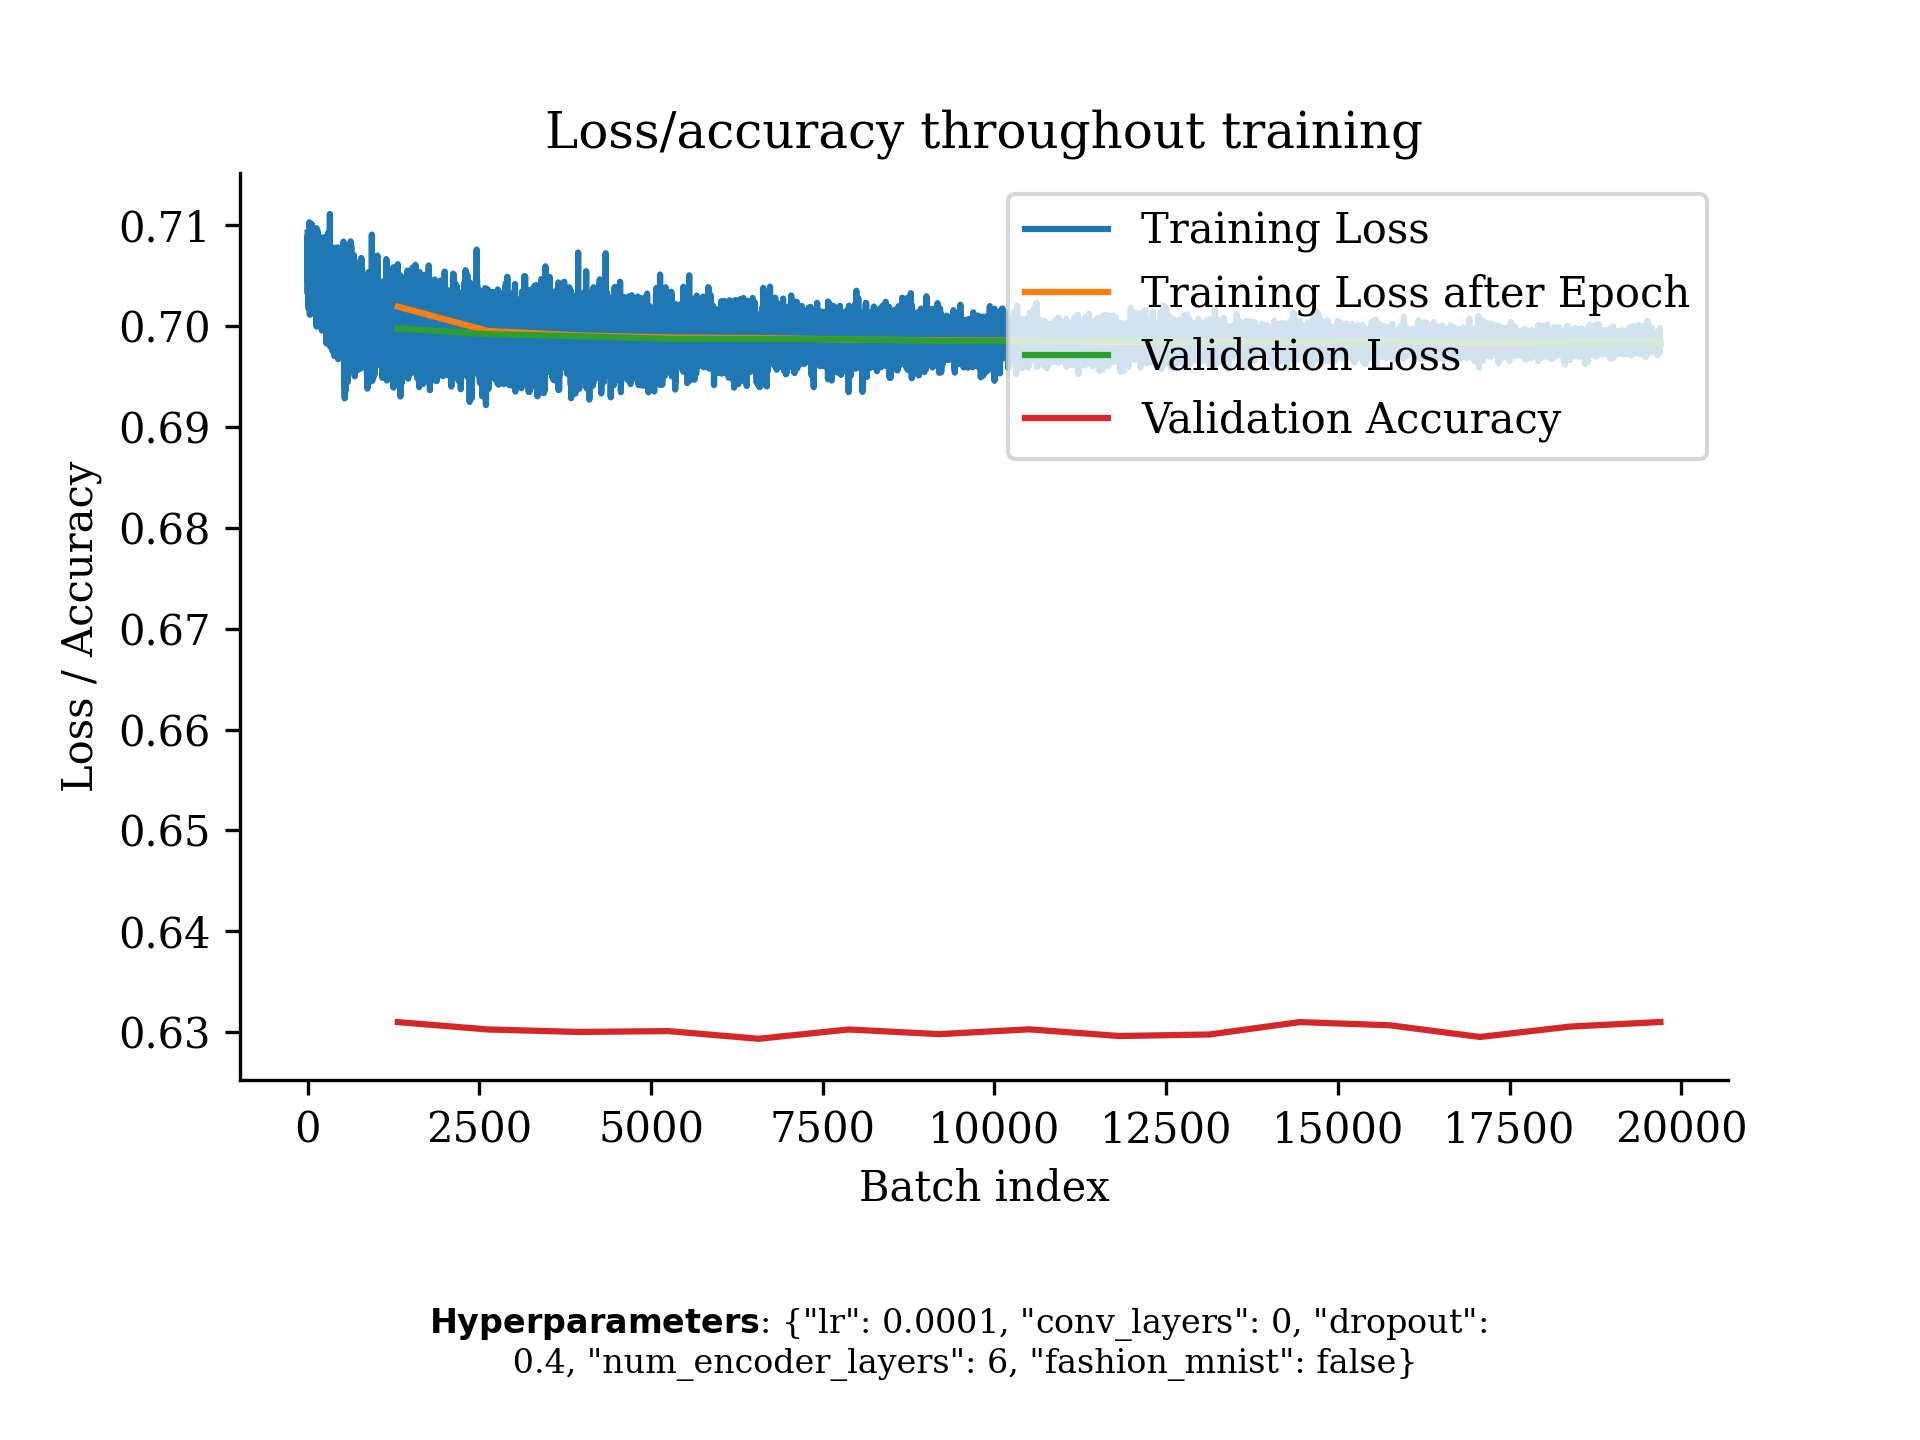 Loss/accuracy throughout training
Training Loss
Training Loss after Epoch
Validation Loss
Validation Accuracy
Loss / Accuracy
0.71
0.70
0.69
0.68
0.67
0.66
0.65
0.64
0.63
0 2500 5000 7500 10000 12500 15000 17500 20000
Batch index
Hyperparameters: {"lr": 0.0001, "conv_layers": 0, "dropout":
0.4, "num_encoder_layers": 6, "fashion_mnist": false}